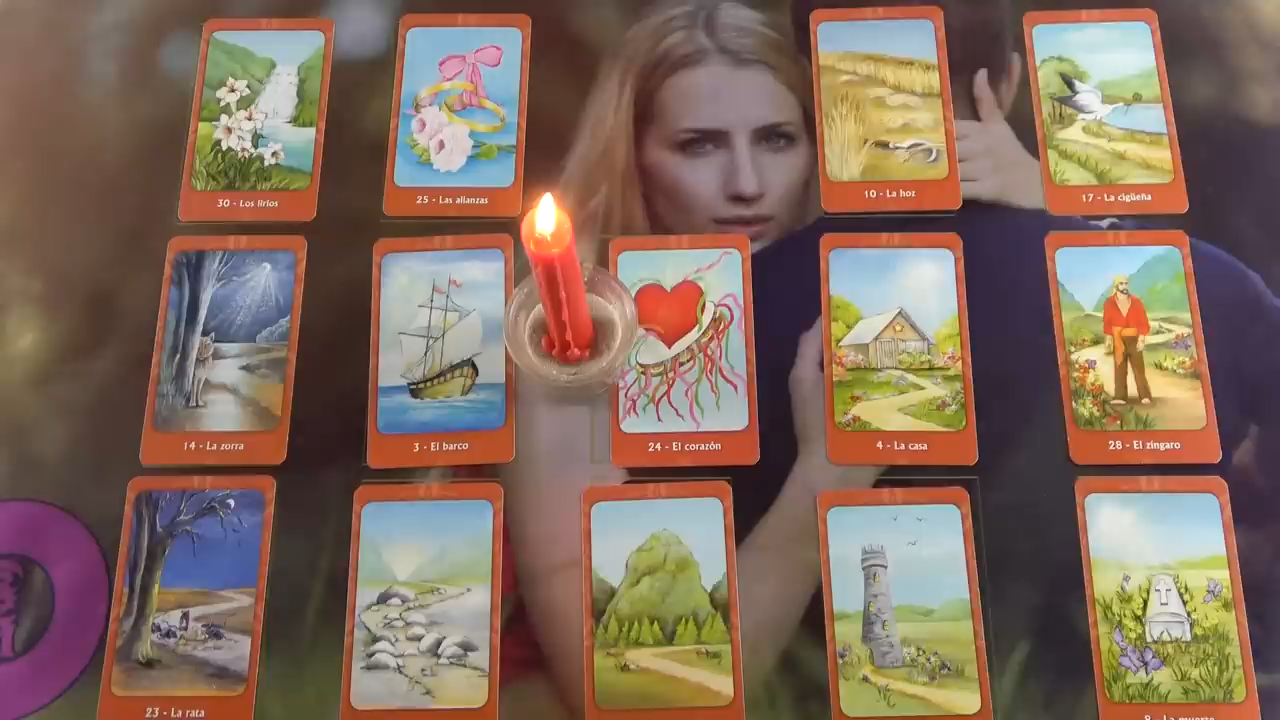 30 - Los lirios
25 - Las alianzas
10 - La hoz
17 - La cigüeña
14 - La zorra
3 - El barco
24 - El corazón
4 - La casa
28 - El zíngaro
23 - La rata